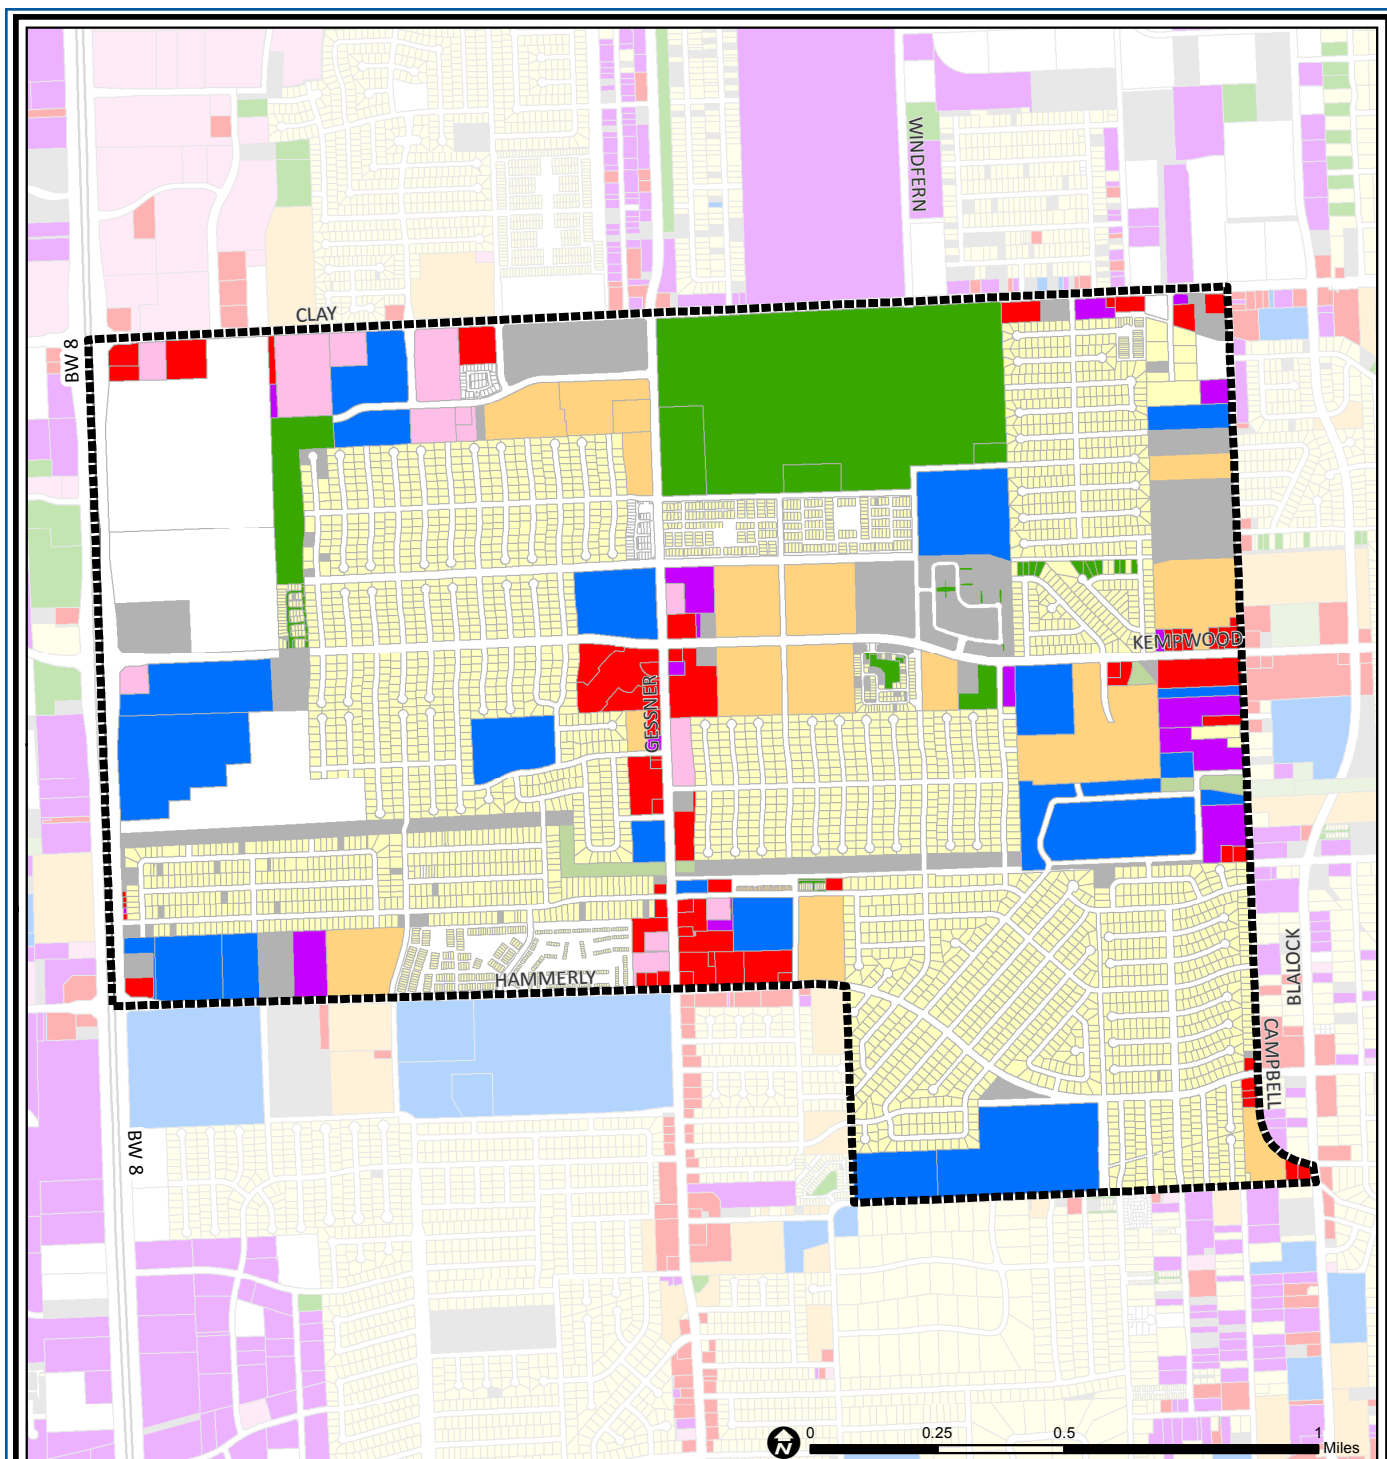 WINDFERN
CLAY
BW 8
KEMPWOOD
GESSNER
HAMMERLY
BLALOCK
CAMPBELL
BW 8
N
0 0.25 0.5 1
Miles